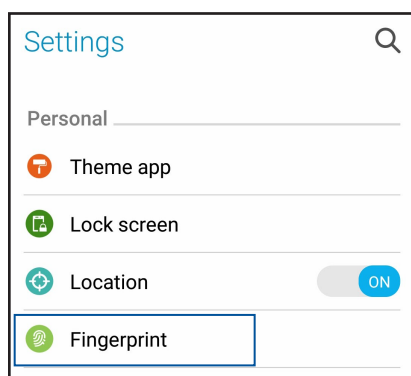 Settings
Personal
Theme app
Lock screen
Location ON
Fingerprint